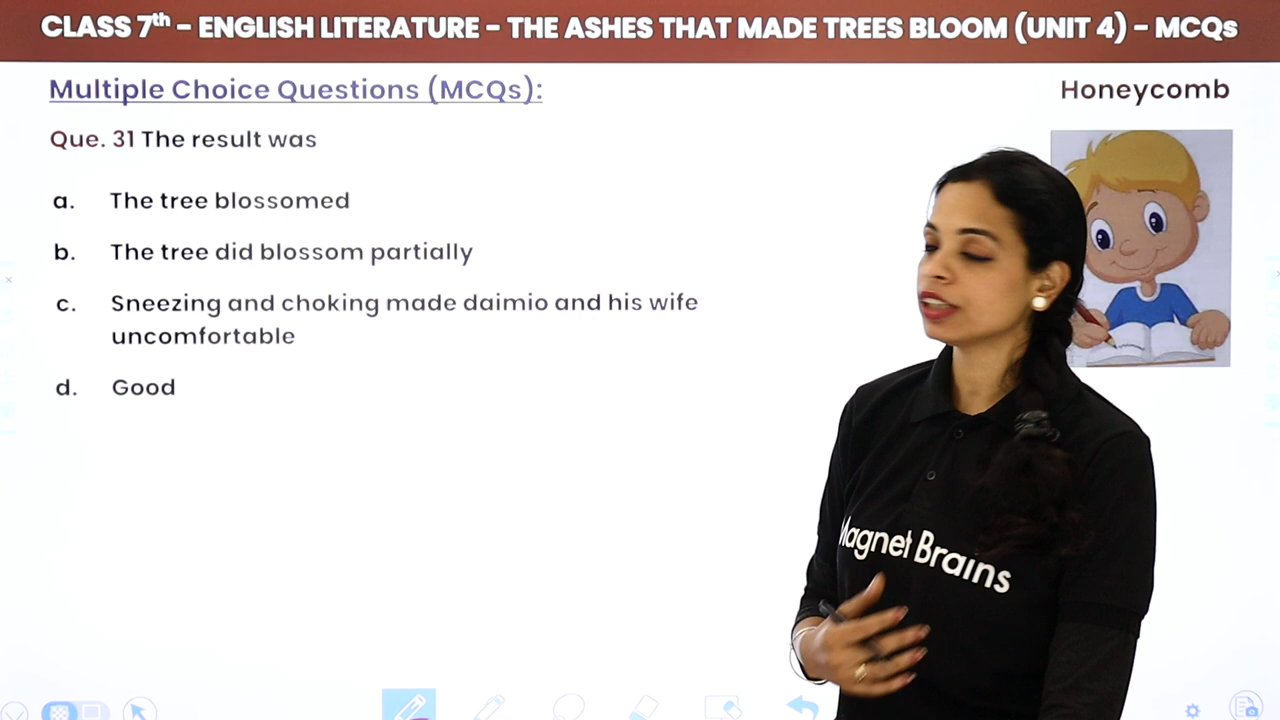 CLASS 7th – ENGLISH LITERATURE – THE ASHES THAT MADE TREES BLOOM (UNIT 4) – MCQs
Multiple Choice Questions (MCQs):
Honeycomb
Que. 31 The result was
a. The tree blossomed
b. The tree did blossom partially
c. Sneezing and choking made daimio and his wife
uncomfortable
d. Good
Magnet Brains